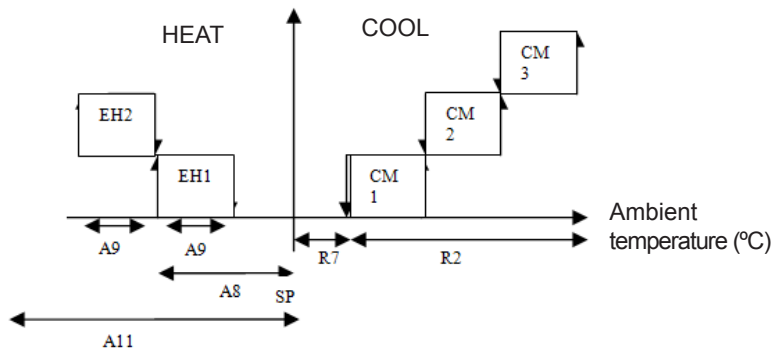 HEAT
COOL
CM
3
EH2
CM
2
EH1
CM
1
Ambient
temperature (ºC)
A9
A9
R7
R2
A8
SP
A11